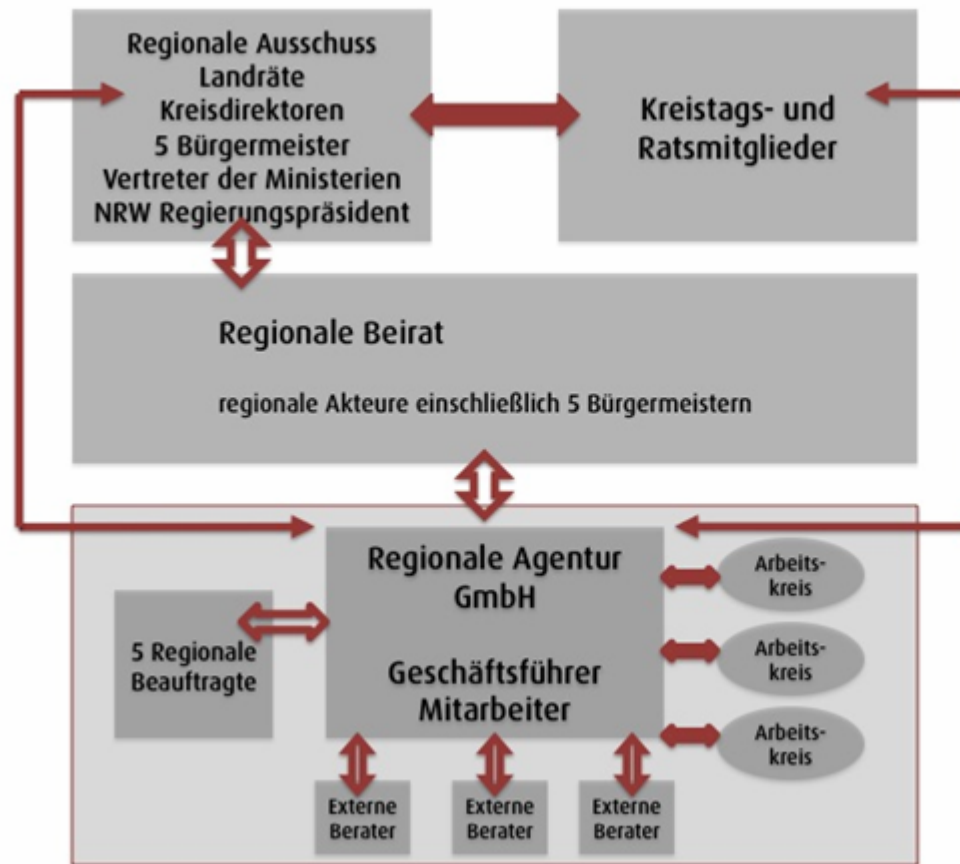 Regionale Ausschuss
Landräte
Kreisdirektoren
5 Bürgermeister
Vertreter der Ministerien
NRW Regierungspräsident
Kreistags- und
Ratsmitglieder
Regionale Beirat
regionale Akteure einschließlich 5 Bürgermeistern
Regionale Agentur
GmbH
Geschäftsführer
Mitarbeiter
5 Regionale
Beauftragte
Arbeits-
kreis
Arbeits-
kreis
Arbeits-
kreis
Externe
Berater
Externe
Berater
Externe
Berater